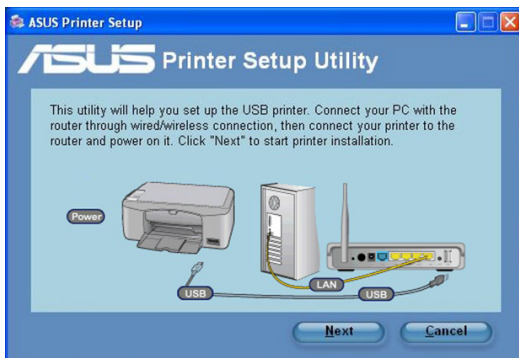 ASUS Printer Setup
ASUS Printer Setup Utility
This utility will help you set up the USB printer. Connect your PC with the
router through wired/wireless connection, then connect your printer to the
router and power on it. Click "Next" to start printer installation.
Power
LAN
USB
USB
Next
Cancel